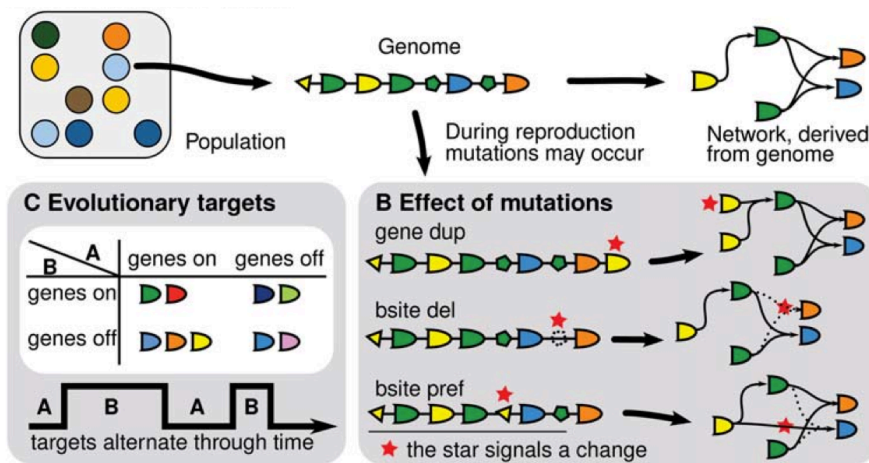 Genome
Population
During reproduction
mutations may occur
Network, derived
from genome
C Evolutionary targets
A
B
genes on genes off
genes on
genes off
A B A B
targets alternate through time
B Effect of mutations
gene dup
bsite del
bsite pref
the star signals a change